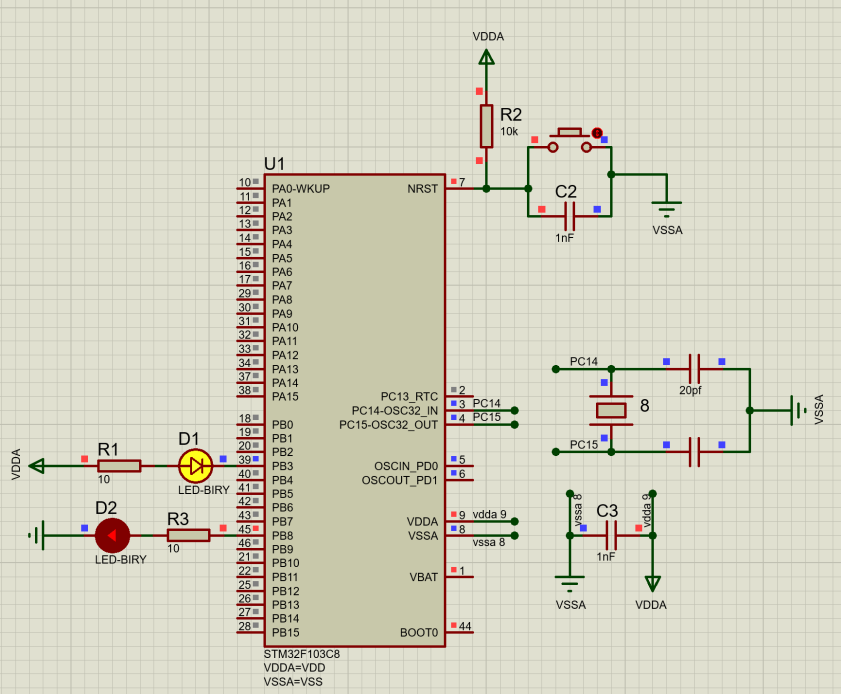 VDDA
R2
10k
U1
C2
1nF
VSSA
10 PA0-WKUP
11 PA1
12 PA2
13 PA3
14 PA4
15 PA5
16 PA6
17 PA7
29 PA8
30 PA9
31 PA10
32 PA11
33 PA12
34 PA13
37 PA14
38 PA15
18 PB0
19 PB1
20 PB2
39 PB3
40 PB4
41 PB5
42 PB6
43 PB7
45 PB8
46 PB9
21 PB10
22 PB11
25 PB12
26 PB13
27 PB14
28 PB15
NRST 7
PC13_RTC 2
PC14-OSC32_IN 3 PC14
PC15-OSC32_OUT 4 PC15
OSCIN_PD0 5
OSCOUT_PD1 6
VDDA 9 vdda 9
VSSA 8 vssa 8
VBAT 1
BOOT0 44
STM32F103C8
VDDA=VDD
VSSA=VSS
VDDA
R1
10
D1
LED-BIRY
D2
LED-BIRY
R3
10
PC14
20pf
8
PC15
VSSA
vssa 8
C3
1nF
vdda 9
VSSA
VDDA